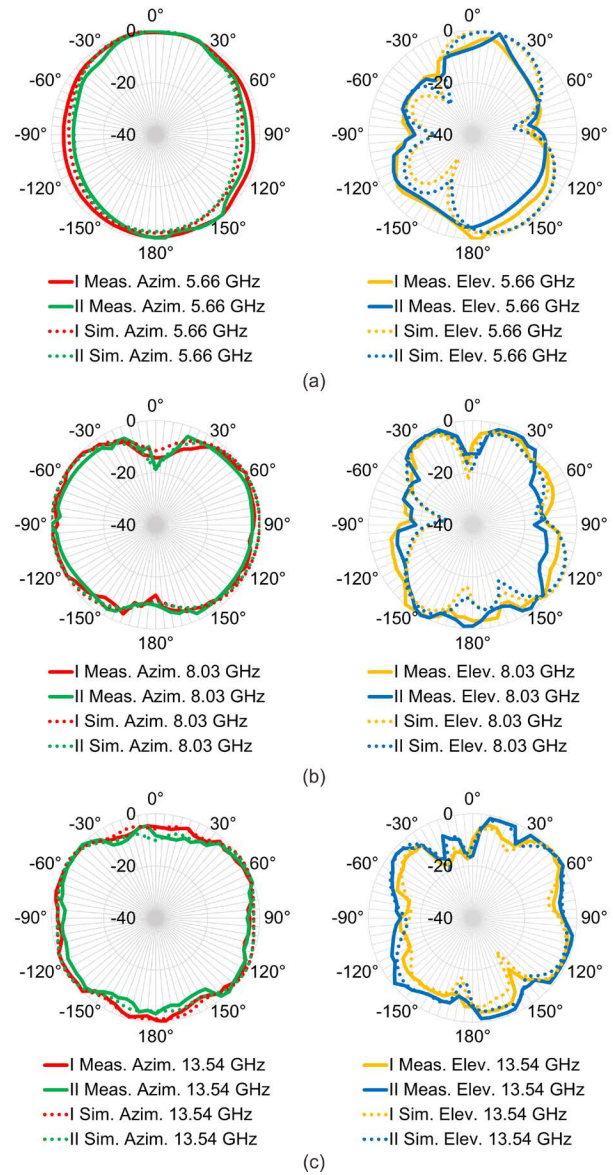 0°
-30° 0 30°
-60° -20 60°
-90° -40 90°
-120° 120°
-150° 150°
180°
I Meas. Azim. 5.66 GHz
II Meas. Azim. 5.66 GHz
I Sim. Azim. 5.66 GHz
II Sim. Azim. 5.66 GHz
0°
-30° 0 30°
-60° -20 60°
-90° -40 90°
-120° 120°
-150° 150°
180°
I Meas. Elev. 5.66 GHz
II Meas. Elev. 5.66 GHz
I Sim. Elev. 5.66 GHz
II Sim. Elev. 5.66 GHz
(a)
0°
-30° 0 30°
-60° -20 60°
-90° -40 90°
-120° 120°
-150° 150°
180°
I Meas. Azim. 8.03 GHz
II Meas. Azim. 8.03 GHz
I Sim. Azim. 8.03 GHz
II Sim. Azim. 8.03 GHz
0°
-30° 0 30°
-60° -20 60°
-90° -40 90°
-120° 120°
-150° 150°
180°
I Meas. Elev. 8.03 GHz
II Meas. Elev. 8.03 GHz
I Sim. Elev. 8.03 GHz
II Sim. Elev. 8.03 GHz
(b)
0°
-30° 0 30°
-60° -20 60°
-90° -40 90°
-120° 120°
-150° 150°
180°
I Meas. Azim. 13.54 GHz
II Meas. Azim. 13.54 GHz
I Sim. Azim. 13.54 GHz
II Sim. Azim. 13.54 GHz
0°
-30° 0 30°
-60° -20 60°
-90° -40 90°
-120° 120°
-150° 150°
180°
I Meas. Elev. 13.54 GHz
II Meas. Elev. 13.54 GHz
I Sim. Elev. 13.54 GHz
II Sim. Elev. 13.54 GHz
(c)